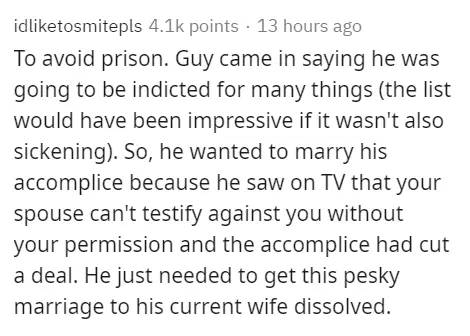 idliketosmitepls 4.1k points · 13 hours ago
To avoid prison. Guy came in saying he was
going to be indicted for many things (the list
would have been impressive if it wasn't also
sickening). So, he wanted to marry his
accomplice because he saw on TV that your
spouse can't testify against you without
your permission and the accomplice had cut
a deal. He just needed to get this pesky
marriage to his current wife dissolved.